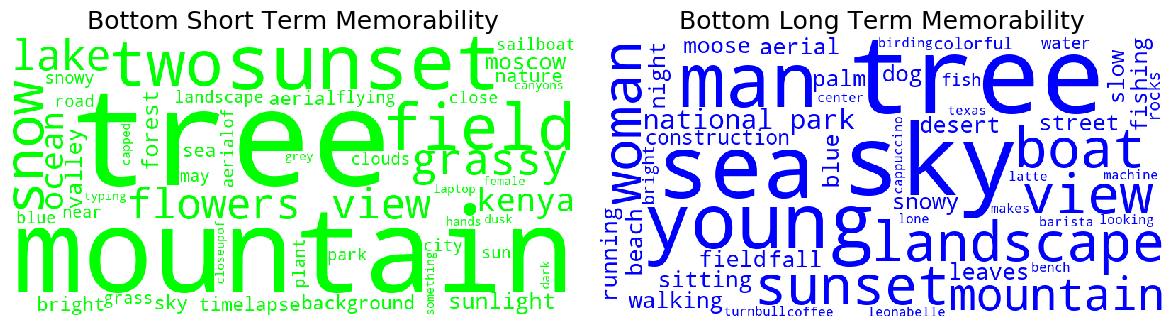 Bottom Short Term Memorability
lake
two
sunset
sailboat
moscow
nature
canyons
snowy
snow
road
landscape
aerial
flying
close
ocean
valley
forest
capped
tree
field
sea
aerialof
grey
clouds
grassy
may
typing
laptop
female
blue
near
flowers
view
kenya
hands
dusk
mountain
closeupof
plant
park
city
something
sun
dark
bright
grass
sky
timelapse
background
sunlight
Bottom Long Term Memorability
woman
night
moose
aerial
birding
colorful
water
man
palm
center
dog
fish
tree
slow
fishing
rocks
national park
texas
desert
street
construction
bright
sea
blue
cappuccino
sky
boat
latte
machine
snowy
view
lone
makes
barista
looking
running
beach
young
landscape
field
fall
sitting
sunset
leaves
bench
walking
mountain
turnbull
coffee
leonabelle